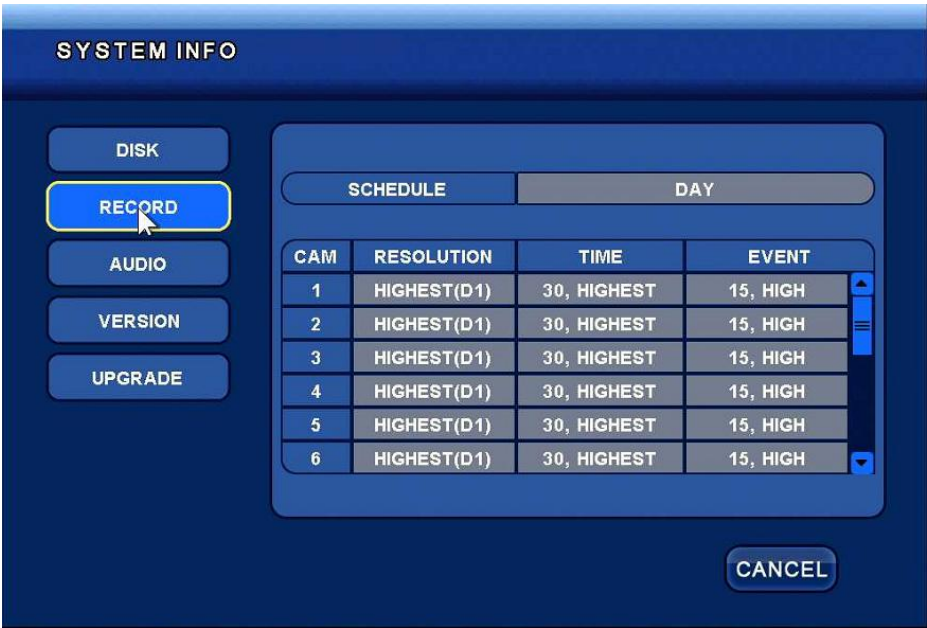 SYSTEM INFO
DISK
RECORD
AUDIO
VERSION
UPGRADE
SCHEDULE DAY
CAM RESOLUTION TIME EVENT
1 HIGHEST(D1) 30, HIGHEST 15, HIGH
2 HIGHEST(D1) 30, HIGHEST 15, HIGH
3 HIGHEST(D1) 30, HIGHEST 15, HIGH
4 HIGHEST(D1) 30, HIGHEST 15, HIGH
5 HIGHEST(D1) 30, HIGHEST 15, HIGH
6 HIGHEST(D1) 30, HIGHEST 15, HIGH
CANCEL